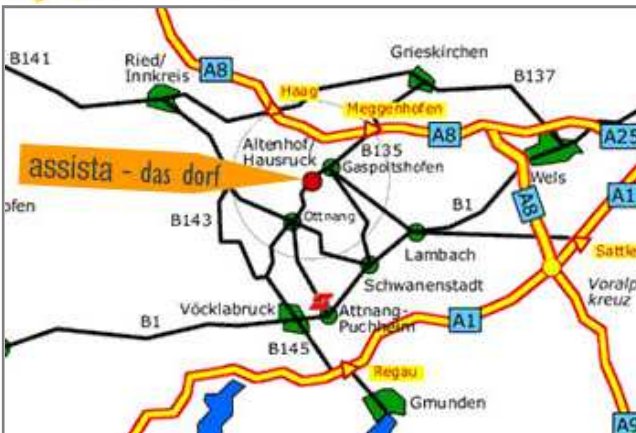 B141
Ried/
Innkreis
A8
Grieskirchen
B137
Haag
Meggenhofen
Altenhof/
Hausruck
B135
A8
A25
Gaspoltshofen
assista - das dorf
Wels
A8
A1
ofen
B143
Ottnang
B1
Lambach
Sattle
Schwanenstadt
Voralp
kreuz
Vöcklabruck
Attnang-
Puchheim
B1
A1
B145
Regau
Gmunden
A9